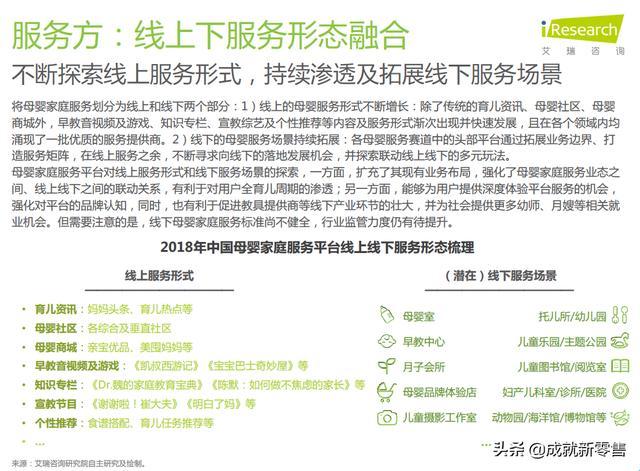 服务方：线上下服务形态融合
iResearch
艾 瑞 咨 询
不断探索线上服务形式，持续渗透及拓展线下服务场景
将母婴家庭服务划分为线上和线下两个部分：1）线上的母婴服务形式不断增长：除了传统的育儿资讯、母婴社区、母婴
商城外，早教音视频及游戏、知识专栏、宣教综艺及个性推荐等内容及服务形式渐次出现并快速发展，且在各个领域内均
涌现了一批优质的服务提供商。2）线下的母婴服务场景持续拓展：各母婴服务赛道中的头部平台通过拓展业务边界、打
造服务矩阵，在线上服务之余，不断寻求向线下的落地发展机会，并探索联动线上线下的多元玩法。
母婴家庭服务平台对线上服务形式和线下服务场景的探索，一方面，扩充了其现有业务布局，强化了母婴家庭服务业态之
间、线上线下之间的联动关系，有利于对用户全育儿周期的渗透；另一方面，能够为用户提供深度体验平台服务的机会，
强化对平台的品牌认知，同时，也有利于促进教具提供商等线下产业环节的壮大，并为社会提供更多幼师、月嫂等相关就
业机会。但需要注意的是，线下母婴家庭服务标准尚不健全，行业监管力度仍有待提升。
2018年中国母婴家庭服务平台线上线下服务形态梳理
线上服务形式
• 育儿资讯：妈妈头条、育儿热点等
• 母婴社区：各综合及垂直社区
• 母婴商城：亲宝优品、美囤妈妈等
• 早教音视频及游戏：《凯叔西游记》《宝宝巴士奇妙屋》等
• 知识专栏：《Dr.魏的家庭教育宝典》《陈默：如何做不焦虑的家长》等
• 宣教节目：《谢谢啦！崔大夫》《明白了妈》等
• 个性推荐：食谱搭配、育儿任务推荐等
• ...
（潜在）线下服务场景
母婴室 托儿所/幼儿园
早教中心 儿童乐园/主题公园
月子会所 儿童图书馆/阅览室
母婴品牌体验店 妇产儿科室/诊所/医院
儿童摄影工作室 动物园/海洋馆/博物馆等
...
来源：艾瑞咨询研究院自主研究及绘制。
头条 @成就新零售